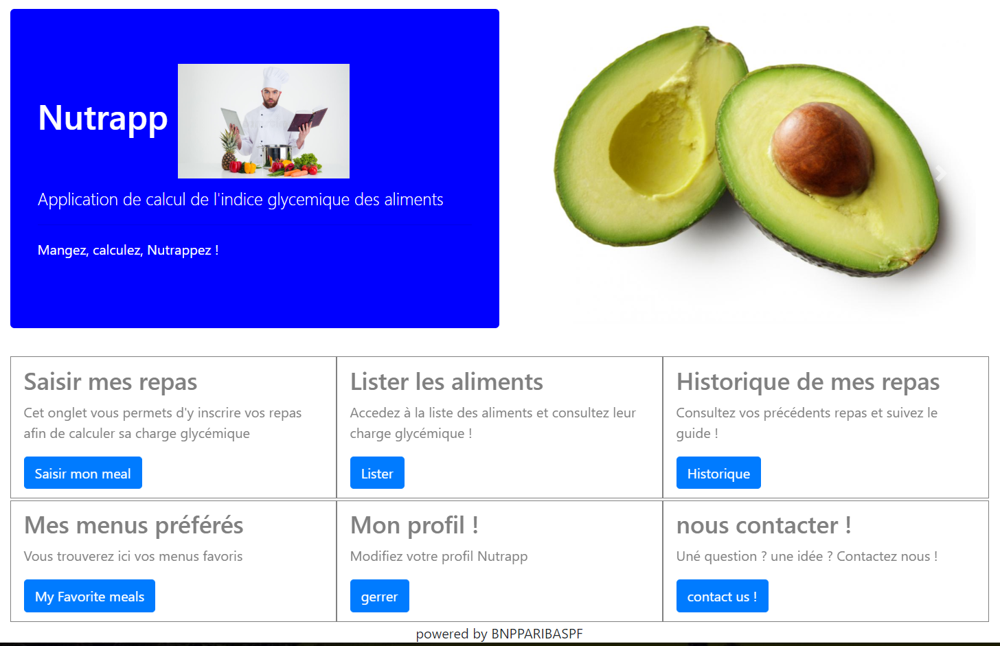 Nutrapp
Application de calcul de l'indice glycemique des aliments
Mangez, calculez, Nutrappez !
Saisir mes repas
Cet onglet vous permets d'y inscrire vos repas
afin de calculer sa charge glycémique
Saisir mon meal
Lister les aliments
Accedez à la liste des aliments et consultez leur
charge glycémique !
Lister
Historique de mes repas
Consultez vos précédents repas et suivez le
guide !
Historique
Mes menus préférés
Vous trouverez ici vos menus favoris
My Favorite meals
Mon profil !
Modifiez votre profil Nutrapp
gerrer
nous contacter !
Uné question ? une idée ? Contactez nous !
contact us !
powered by BNPPARIBASPF